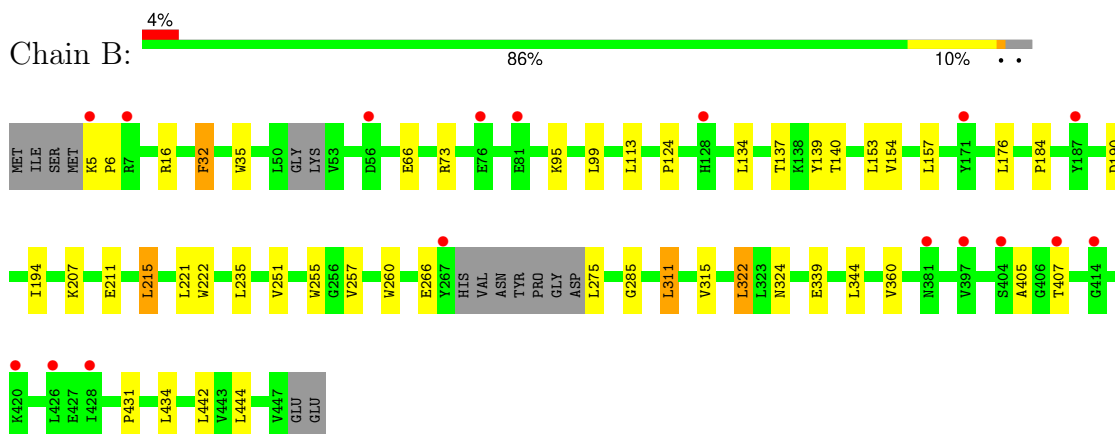 4%
Chain B:
86% 10% • •
MET ILE SER MET K5 P6 R7 R16 F32 W35 L50 GLY LYS V53 D56 E66 R73 E76 E81 K95 L99 L113 P124 H128 L134 T137 K138 Y139 T140 L153 V154 L157 Y171 L176 P184 Y187
I194 K207 E211 L215 L221 W222 L235 V251 W255 G256 V257 W260 E266 Y267 HIS VAL ASN TYR PRO GLY ASP L275 G285 L311 V315 L322 L323 N324 E339 L344 V360 N381 V397 S404 A405 G406 T407 G414
K420 L426 E427 I428 P431 L434 L442 V443 L444 V447 GLU GLU